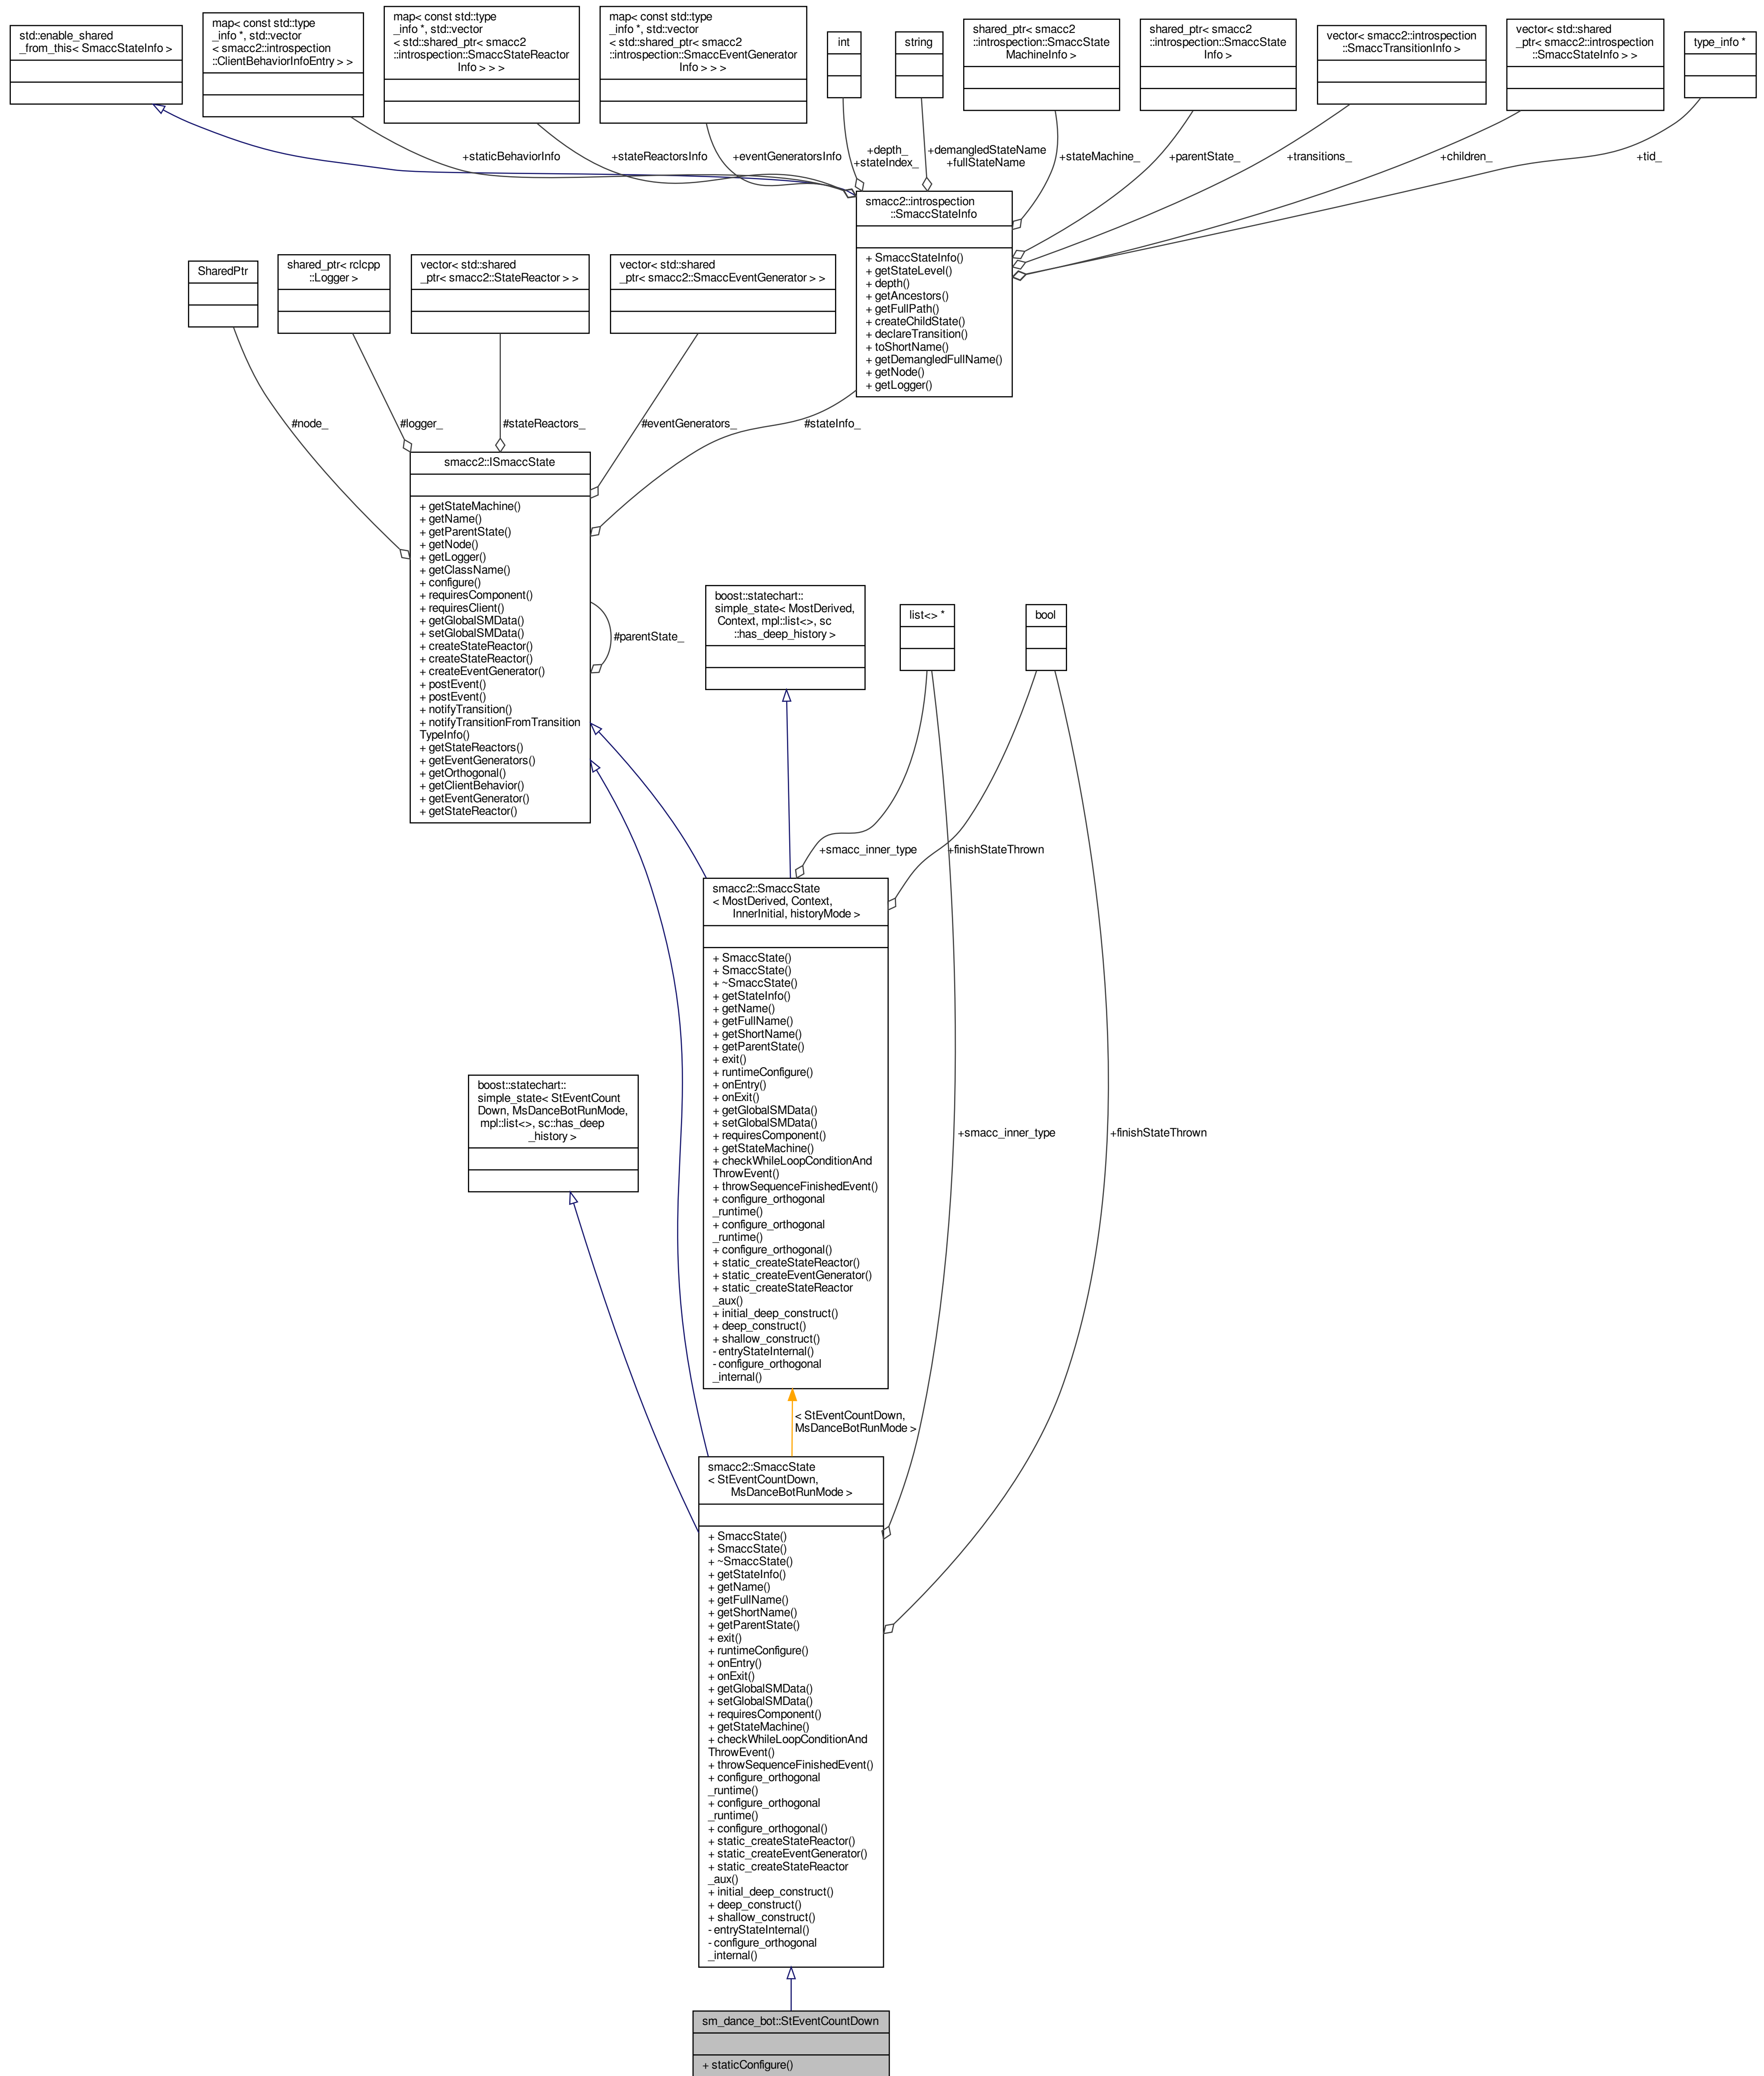 std::enable_shared
_from_this< SmaccStateInfo >
map< const std::type
_info *, std::vector
< smacc2::introspection
::ClientBehaviorInfoEntry > >
map< const std::type
_info *, std::vector
< std::shared_ptr< smacc2
::introspection::SmaccStateReactor
Info > > >
map< const std::type
_info *, std::vector
< std::shared_ptr< smacc2
::introspection::SmaccEventGenerator
Info > > >
int
string
shared_ptr< smacc2
::introspection::SmaccState
MachineInfo >
shared_ptr< smacc2
::introspection::SmaccState
Info >
vector< smacc2::introspection
::SmaccTransitionInfo >
vector< std::shared
_ptr< smacc2::introspection
::SmaccStateInfo > >
type_info *
+staticBehaviorInfo
+stateReactorsInfo
+eventGeneratorsInfo
+depth_
+stateIndex_
+demangledStateName
+fullStateName
+stateMachine_
+parentState_
+transitions_
+children_
+tid_
smacc2::introspection
::SmaccStateInfo
+ SmaccStateInfo()
+ getStateLevel()
+ depth()
+ getAncestors()
+ getFullPath()
+ createChildState()
+ declareTransition()
+ toShortName()
+ getDemangledFullName()
+ getNode()
+ getLogger()
SharedPtr
shared_ptr< rclcpp
::Logger >
vector< std::shared
_ptr< smacc2::StateReactor > >
vector< std::shared
_ptr< smacc2::SmaccEventGenerator > >
#node_
#logger_
#stateReactors_
#eventGenerators_
#stateInfo_
smacc2::ISmaccState
+ getStateMachine()
+ getName()
+ getParentState()
+ getNode()
+ getLogger()
+ getClassName()
+ configure()
+ requiresComponent()
+ requiresClient()
+ getGlobalSMData()
+ setGlobalSMData()
+ createStateReactor()
+ createStateReactor()
+ createEventGenerator()
+ postEvent()
+ postEvent()
+ notifyTransition()
+ notifyTransitionFromTransition
TypeInfo()
+ getStateReactors()
+ getEventGenerators()
+ getOrthogonal()
+ getClientBehavior()
+ getEventGenerator()
+ getStateReactor()
#parentState_
boost::statechart::
simple_state< MostDerived,
Context, mpl::list<>, sc
::has_deep_history >
list<> *
bool
+smacc_inner_type
+finishStateThrown
smacc2::SmaccState
< MostDerived, Context,
InnerInitial, historyMode >
+ SmaccState()
+ SmaccState()
+ ~SmaccState()
+ getStateInfo()
+ getName()
+ getFullName()
+ getShortName()
+ getParentState()
+ exit()
+ runtimeConfigure()
+ onEntry()
+ onExit()
+ getGlobalSMData()
+ setGlobalSMData()
+ requiresComponent()
+ getStateMachine()
+ checkWhileLoopConditionAnd
ThrowEvent()
+ throwSequenceFinishedEvent()
+ configure_orthogonal
_runtime()
+ configure_orthogonal
_runtime()
+ configure_orthogonal()
+ static_createStateReactor()
+ static_createEventGenerator()
+ static_createStateReactor
_aux()
+ initial_deep_construct()
+ deep_construct()
+ shallow_construct()
- entryStateInternal()
- configure_orthogonal
_internal()
boost::statechart::
simple_state< StEventCount
Down, MsDanceBotRunMode,
mpl::list<>, sc::has_deep
_history >
+smacc_inner_type
+finishStateThrown
< StEventCountDown,
MsDanceBotRunMode >
smacc2::SmaccState
< StEventCountDown,
MsDanceBotRunMode >
+ SmaccState()
+ SmaccState()
+ ~SmaccState()
+ getStateInfo()
+ getName()
+ getFullName()
+ getShortName()
+ getParentState()
+ exit()
+ runtimeConfigure()
+ onEntry()
+ onExit()
+ getGlobalSMData()
+ setGlobalSMData()
+ requiresComponent()
+ getStateMachine()
+ checkWhileLoopConditionAnd
ThrowEvent()
+ throwSequenceFinishedEvent()
+ configure_orthogonal
_runtime()
+ configure_orthogonal
_runtime()
+ configure_orthogonal()
+ static_createStateReactor()
+ static_createEventGenerator()
+ static_createStateReactor
_aux()
+ initial_deep_construct()
+ deep_construct()
+ shallow_construct()
- entryStateInternal()
- configure_orthogonal
_internal()
sm_dance_bot::StEventCountDown
+ staticConfigure()